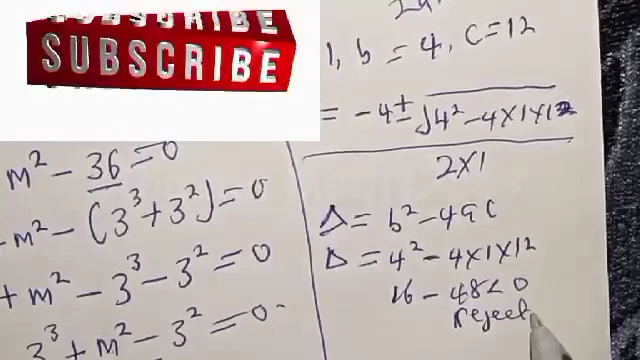 SUBSCRIBE
SUBSCRIBE
m² - 36 = 0
- m² - (3³ + 3²) = 0
+ m² - 3³ - 3² = 0
3³ + m² - 3² = 0
1, b = 4, c = 12
= -4 ± √4² - 4×1×12
2×1
Δ = b² - 4ac
Δ = 4² - 4×1×12
16 - 48 < 0
reject